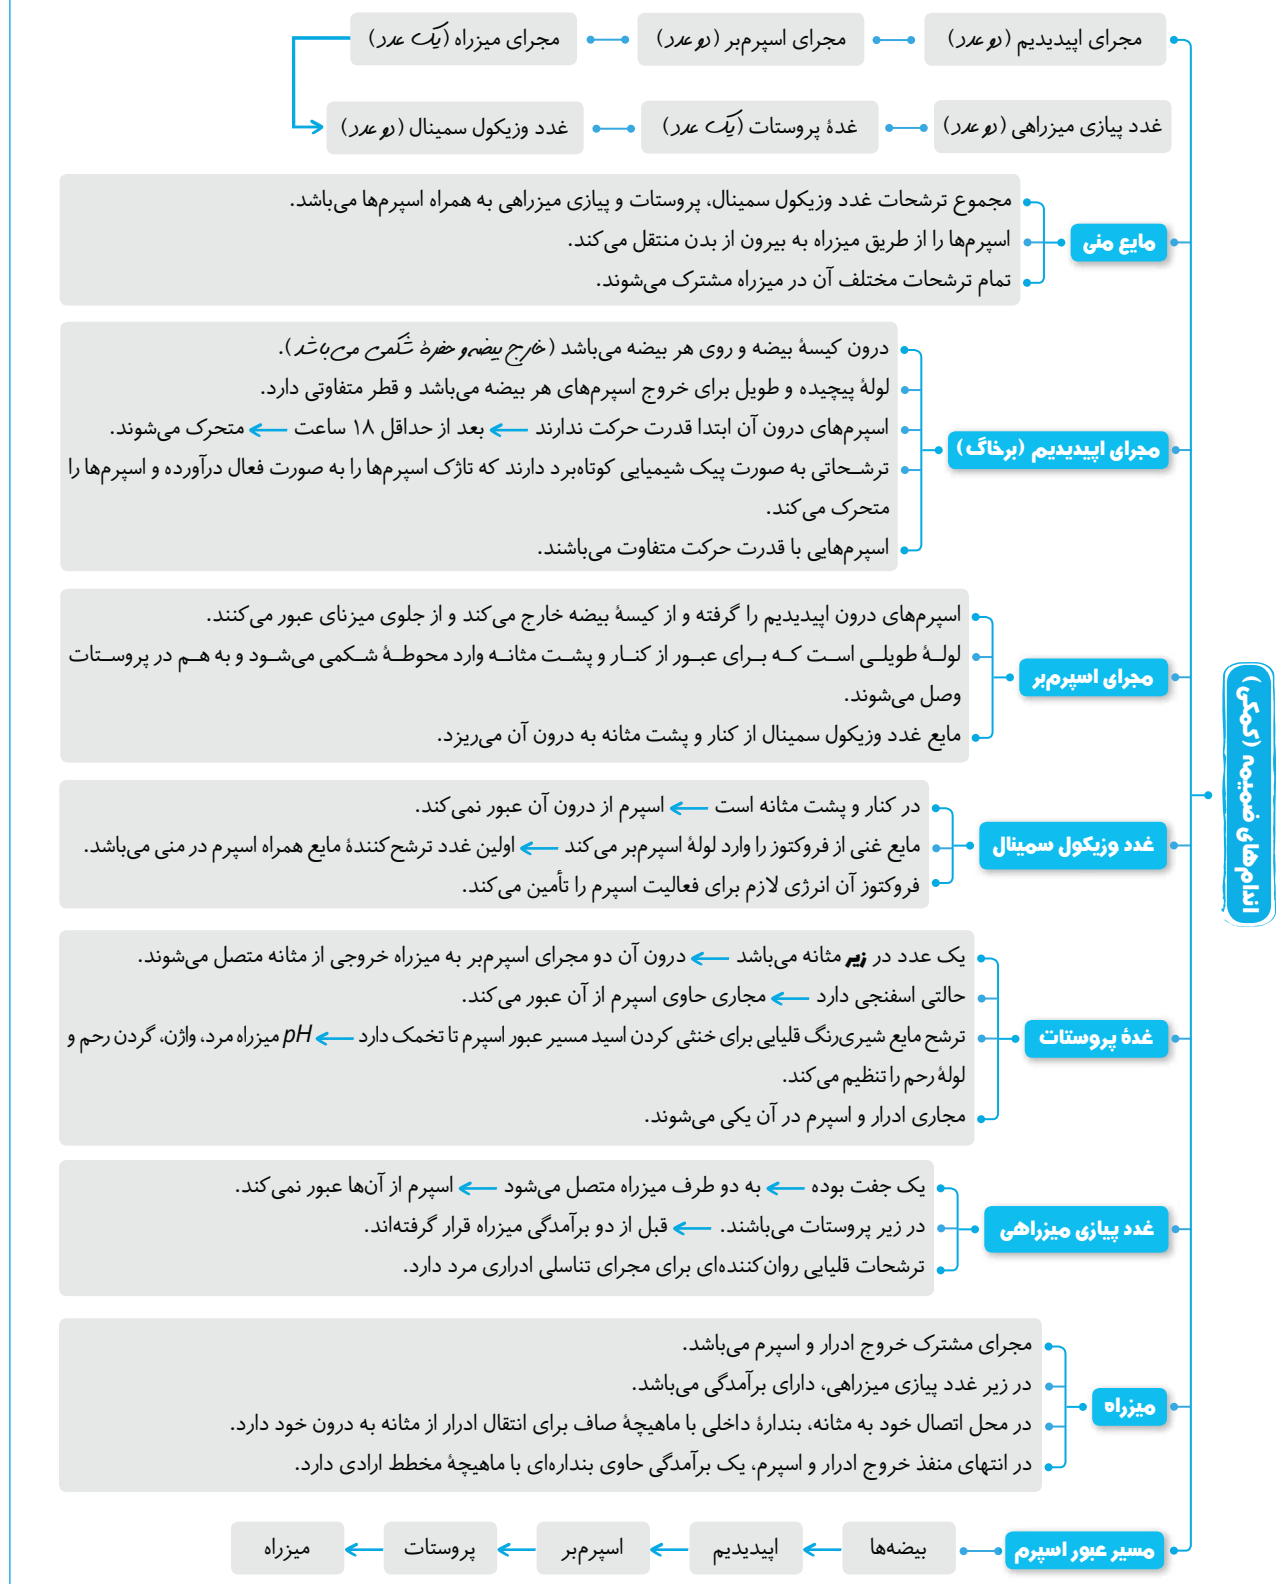 مجرای اپیدیدیم (دو عدد)
مجرای اسپرم‌بر (دو عدد)
مجرای میزراه (یک عدد)
غدد وزیکول سمینال (دو عدد)
غدهٔ پروستات (یک عدد)
غدد پیازی میزراهی (دو عدد)
اندام‌های ضمیمه (کمکی)
مایع منی
مجموع ترشحات غدد وزیکول سمینال، پروستات و پیازی میزراهی به همراه اسپرم‌ها می‌باشد.
اسپرم‌ها را از طریق میزراه به بیرون از بدن منتقل می‌کند.
تمام ترشحات مختلف آن در میزراه مشترک می‌شوند.
مجرای اپیدیدیم (برخاگ)
درون کیسهٔ بیضه و روی هر بیضه می‌باشد (خارج بیضه و حفرهٔ شکمی می‌باشد).
لولهٔ پیچیده و طویل برای خروج اسپرم‌های هر بیضه می‌باشد و قطر متفاوتی دارد.
اسپرم‌های درون آن ابتدا قدرت حرکت ندارند ← بعد از حداقل ۱۸ ساعت ← متحرک می‌شوند.
ترشحاتی به صورت پیک شیمیایی کوتاه‌برد دارند که تاژک اسپرم‌ها را به صورت فعال درآورده و اسپرم‌ها را
متحرک می‌کند.
اسپرم‌هایی با قدرت حرکت متفاوت می‌باشند.
مجرای اسپرم‌بر
اسپرم‌های درون اپیدیدیم را گرفته و از کیسهٔ بیضه خارج می‌کند و از جلوی میزنای عبور می‌کنند.
لولهٔ طویلی است که برای عبور از کنار و پشت مثانه وارد محوطهٔ شکمی می‌شود و به هم در پروستات
وصل می‌شوند.
مایع غدد وزیکول سمینال از کنار و پشت مثانه به درون آن می‌ریزد.
غدد وزیکول سمینال
در کنار و پشت مثانه است ← اسپرم از درون آن عبور نمی‌کند.
مایع غنی از فروکتوز را وارد لولهٔ اسپرم‌بر می‌کند ← اولین غدد ترشح‌کنندهٔ مایع همراه اسپرم در منی می‌باشد.
فروکتوز آن انرژی لازم برای فعالیت اسپرم را تأمین می‌کند.
غدهٔ پروستات
یک عدد در زیر مثانه می‌باشد ← درون آن دو مجرای اسپرم‌بر به میزراه خروجی از مثانه متصل می‌شوند.
حالتی اسفنجی دارد ← مجاری حاوی اسپرم از آن عبور می‌کند.
ترشح مایع شیری‌رنگ قلیایی برای خنثی کردن اسید مسیر عبور اسپرم تا تخمک دارد ← pH میزراه مرد، واژن، گردن رحم و
لولهٔ رحم را تنظیم می‌کند.
مجاری ادرار و اسپرم در آن یکی می‌شوند.
غدد پیازی میزراهی
یک جفت بوده ← به دو طرف میزراه متصل می‌شود ← اسپرم از آن‌ها عبور نمی‌کند.
در زیر پروستات می‌باشند. ← قبل از دو برآمدگی میزراه قرار گرفته‌اند.
ترشحات قلیایی روان‌کننده‌ای برای مجرای تناسلی ادراری مرد دارد.
میزراه
مجرای مشترک خروج ادرار و اسپرم می‌باشد.
در زیر غدد پیازی میزراهی، دارای برآمدگی می‌باشد.
در محل اتصال خود به مثانه، بندارهٔ داخلی با ماهیچهٔ صاف برای انتقال ادرار از مثانه به درون خود دارد.
در انتهای منفذ خروج ادرار و اسپرم، یک برآمدگی حاوی بنداره‌ای با ماهیچهٔ مخطط ارادی دارد.
مسیر عبور اسپرم
بیضه‌ها ← اپیدیدیم ← اسپرم‌بر ← پروستات ← میزراه